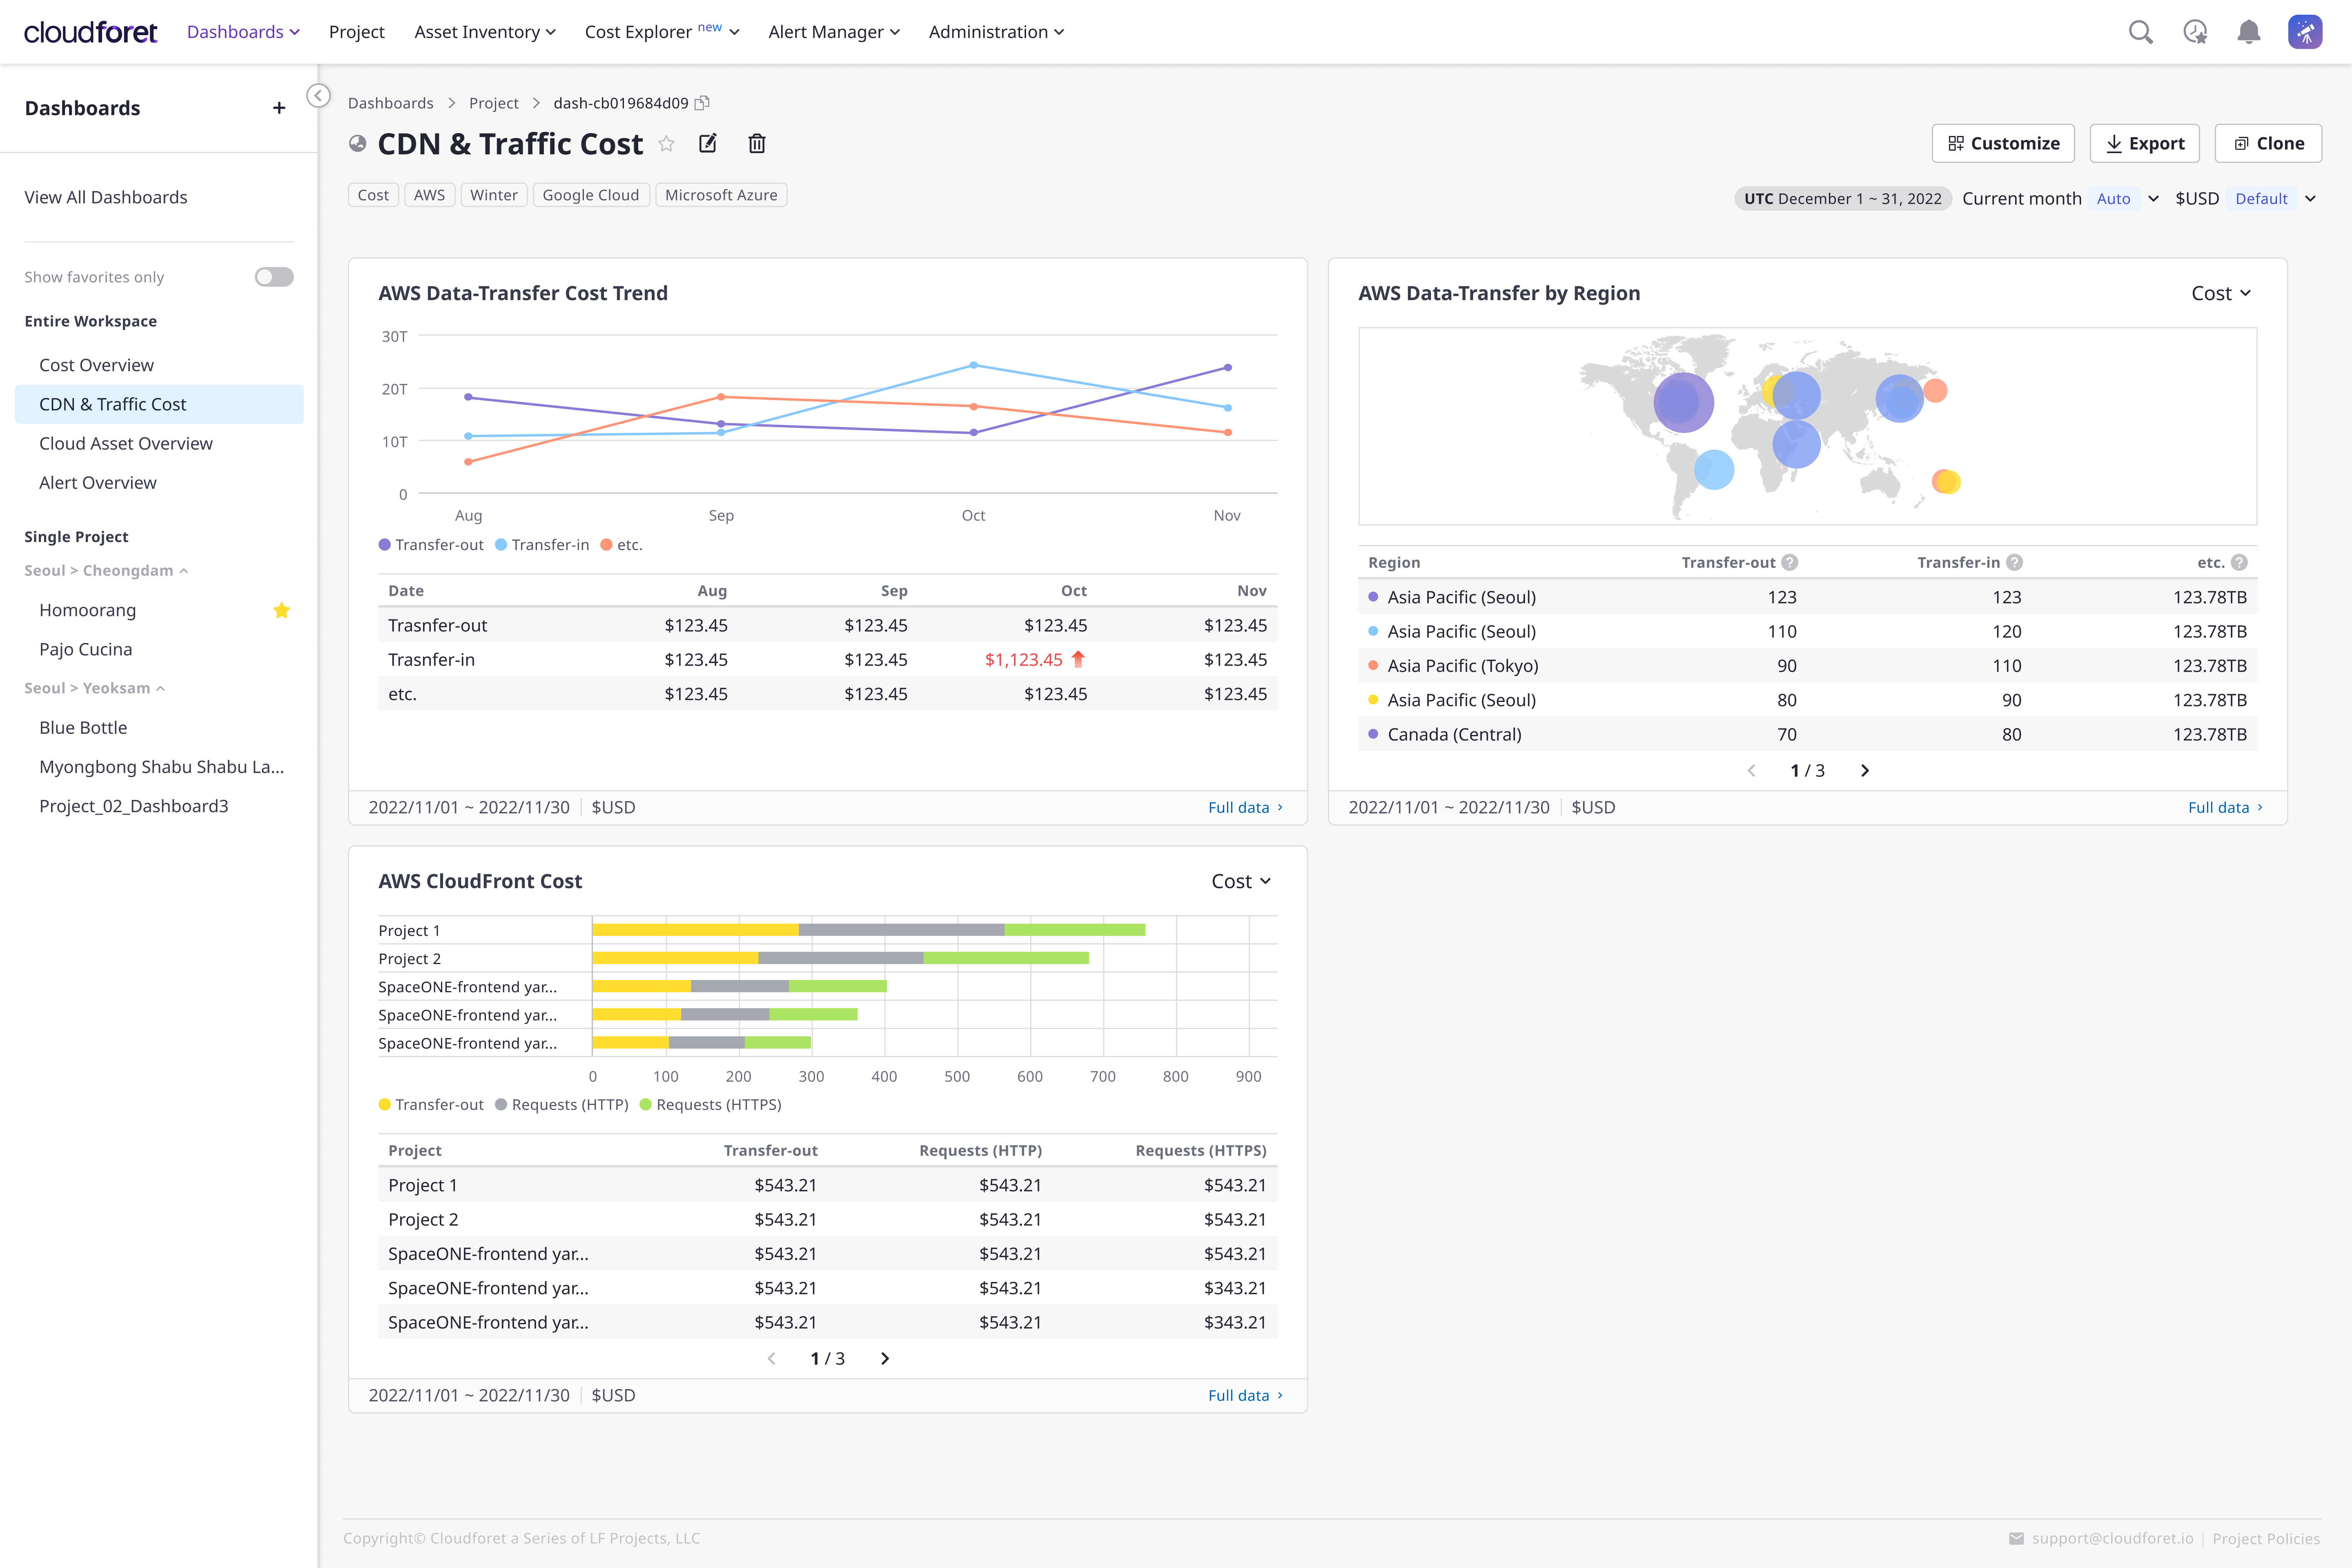 cloudforet Dashboards Project Asset Inventory Cost Explorer new Alert Manager Administration
Dashboards +
View All Dashboards
Show favorites only
Entire Workspace
Cost Overview
CDN & Traffic Cost
Cloud Asset Overview
Alert Overview
Single Project
Seoul > Cheongdam
Homoorang
Pajo Cucina
Seoul > Yeoksam
Blue Bottle
Myongbong Shabu Shabu La...
Project_02_Dashboard3
Dashboards > Project > dash-cb019684d09
CDN & Traffic Cost
Customize Export Clone
Cost AWS Winter Google Cloud Microsoft Azure
UTC December 1 ~ 31, 2022 Current month Auto $USD Default
AWS Data-Transfer Cost Trend
30T
20T
10T
0
Aug Sep Oct Nov
Transfer-out Transfer-in etc.
Date Aug Sep Oct Nov
Trasnfer-out $123.45 $123.45 $123.45 $123.45
Trasnfer-in $123.45 $123.45 $1,123.45 $123.45
etc. $123.45 $123.45 $123.45 $123.45
2022/11/01 ~ 2022/11/30 | $USD Full data
AWS Data-Transfer by Region Cost
Region Transfer-out ? Transfer-in ? etc. ?
Asia Pacific (Seoul) 123 123 123.78TB
Asia Pacific (Seoul) 110 120 123.78TB
Asia Pacific (Tokyo) 90 110 123.78TB
Asia Pacific (Seoul) 80 90 123.78TB
Canada (Central) 70 80 123.78TB
1 / 3
2022/11/01 ~ 2022/11/30 | $USD Full data
AWS CloudFront Cost Cost
Project 1
Project 2
SpaceONE-frontend yar...
SpaceONE-frontend yar...
SpaceONE-frontend yar...
0 100 200 300 400 500 600 700 800 900
Transfer-out Requests (HTTP) Requests (HTTPS)
Project Transfer-out Requests (HTTP) Requests (HTTPS)
Project 1 $543.21 $543.21 $543.21
Project 2 $543.21 $543.21 $543.21
SpaceONE-frontend yar... $543.21 $543.21 $543.21
SpaceONE-frontend yar... $543.21 $543.21 $343.21
SpaceONE-frontend yar... $543.21 $543.21 $343.21
1 / 3
2022/11/01 ~ 2022/11/30 | $USD Full data
Copyright© Cloudforet a Series of LF Projects, LLC
support@cloudforet.io | Project Policies